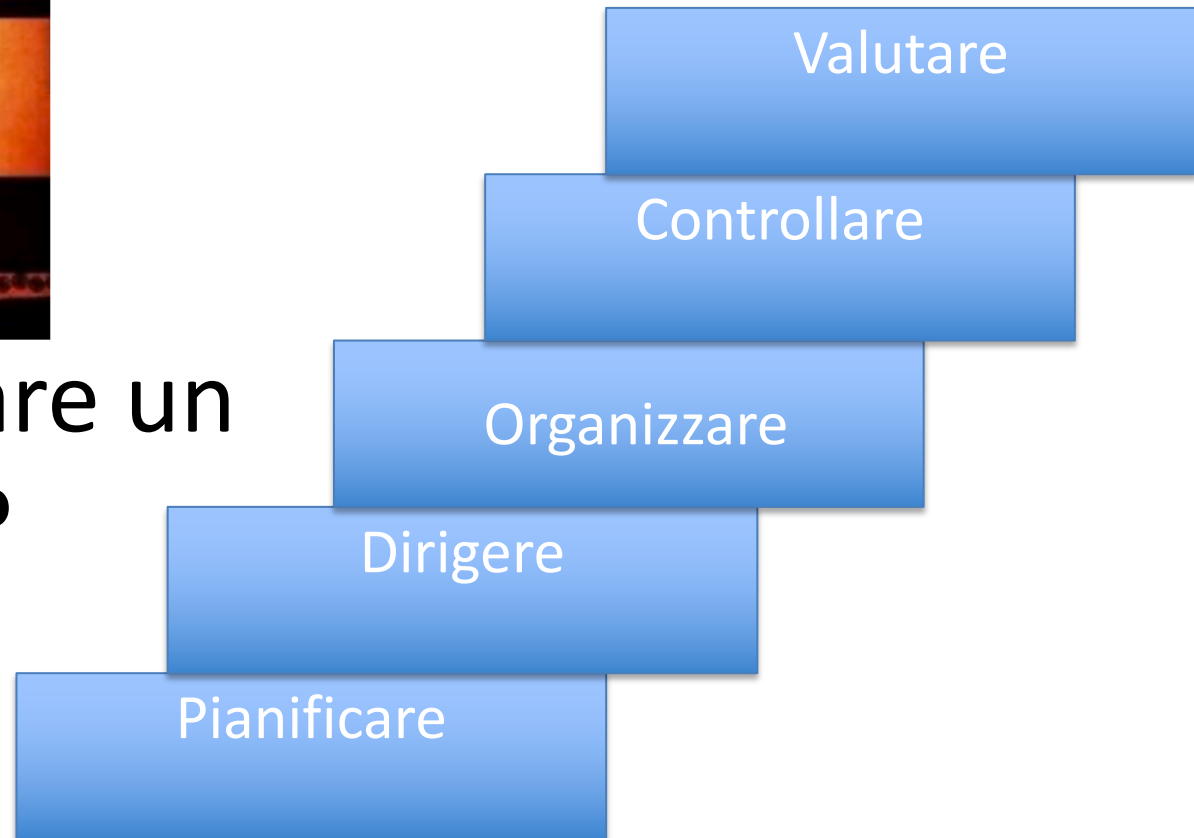 Valutare
Controllare
are un
Organizzare
Dirigere
Pianificare